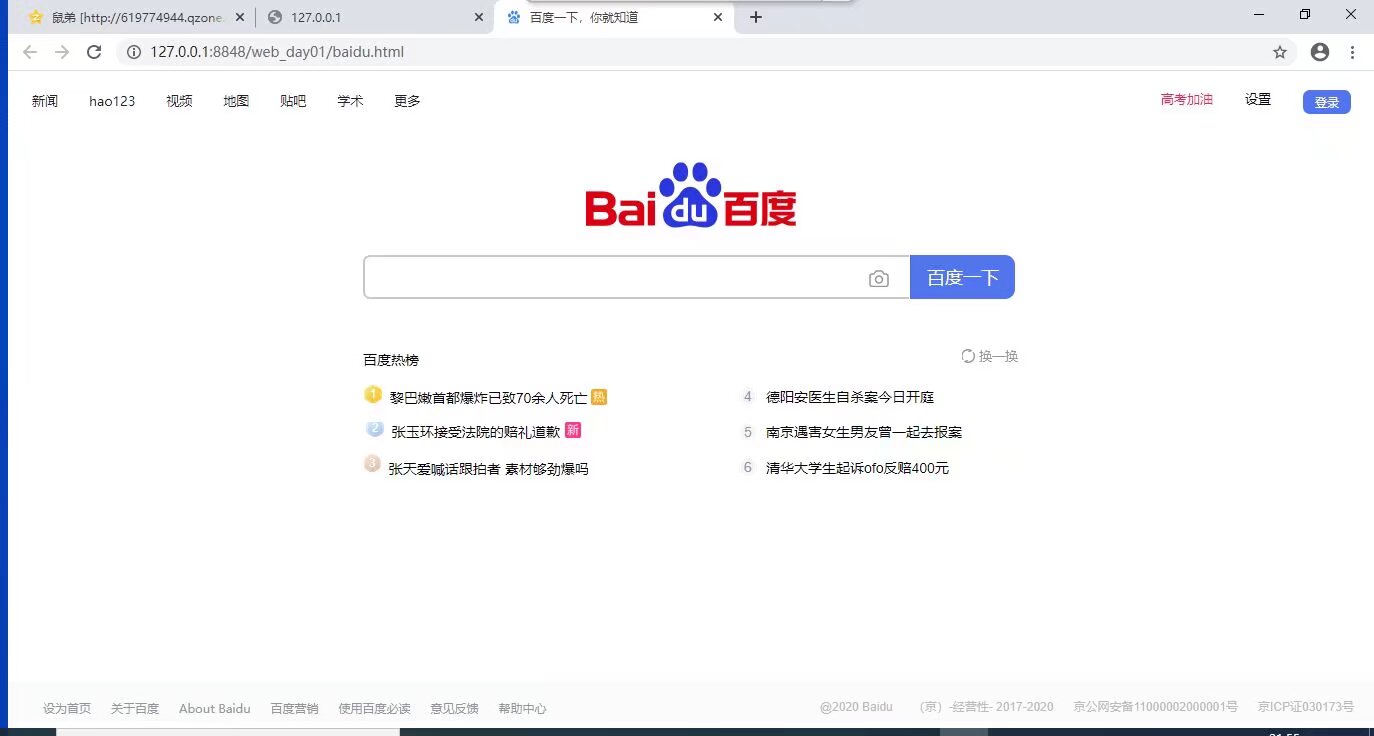 鼠弟 [http://619774944.qzone. 127.0.0.1 百度一下，你就知道
127.0.0.1:8848/web_day01/baidu.html
新闻 hao123 视频 地图 贴吧 学术 更多 高考加油 设置 登录
Bai du 百度
百度一下
百度热榜 换一换
1 黎巴嫩首都爆炸已致70余人死亡 热 4 德阳安医生自杀案今日开庭
2 张玉环接受法院的赔礼道歉 新 5 南京遇害女生男友曾一起去报案
3 张天爱喊话跟拍者 素材够劲爆吗 6 清华大学生起诉ofo反赔400元
设为首页 关于百度 About Baidu 百度营销 使用百度必读 意见反馈 帮助中心 @2020 Baidu （京）-经营性- 2017-2020 京公网安备11000002000001号 京ICP证030173号